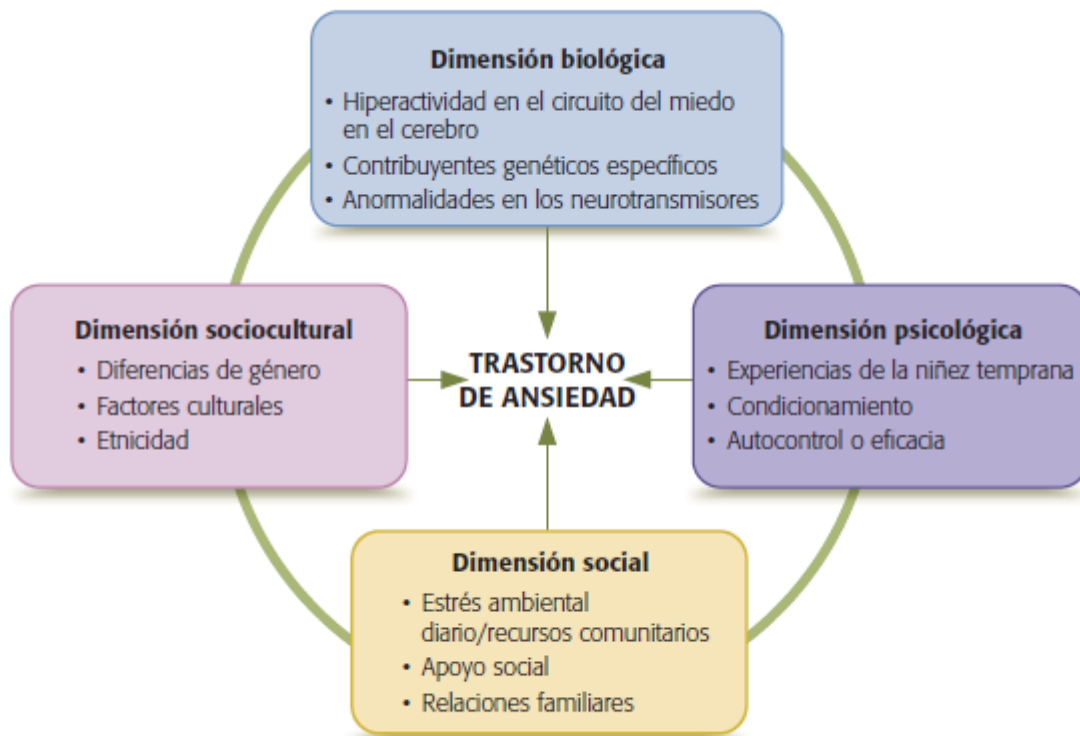 Dimensión biológica
• Hiperactividad en el circuito del miedo
en el cerebro
• Contribuyentes genéticos específicos
• Anormalidades en los neurotransmisores
Dimensión sociocultural
• Diferencias de género
• Factores culturales
• Etnicidad
TRASTORNO
DE ANSIEDAD
Dimensión psicológica
• Experiencias de la niñez temprana
• Condicionamiento
• Autocontrol o eficacia
Dimensión social
• Estrés ambiental
diario/recursos comunitarios
• Apoyo social
• Relaciones familiares